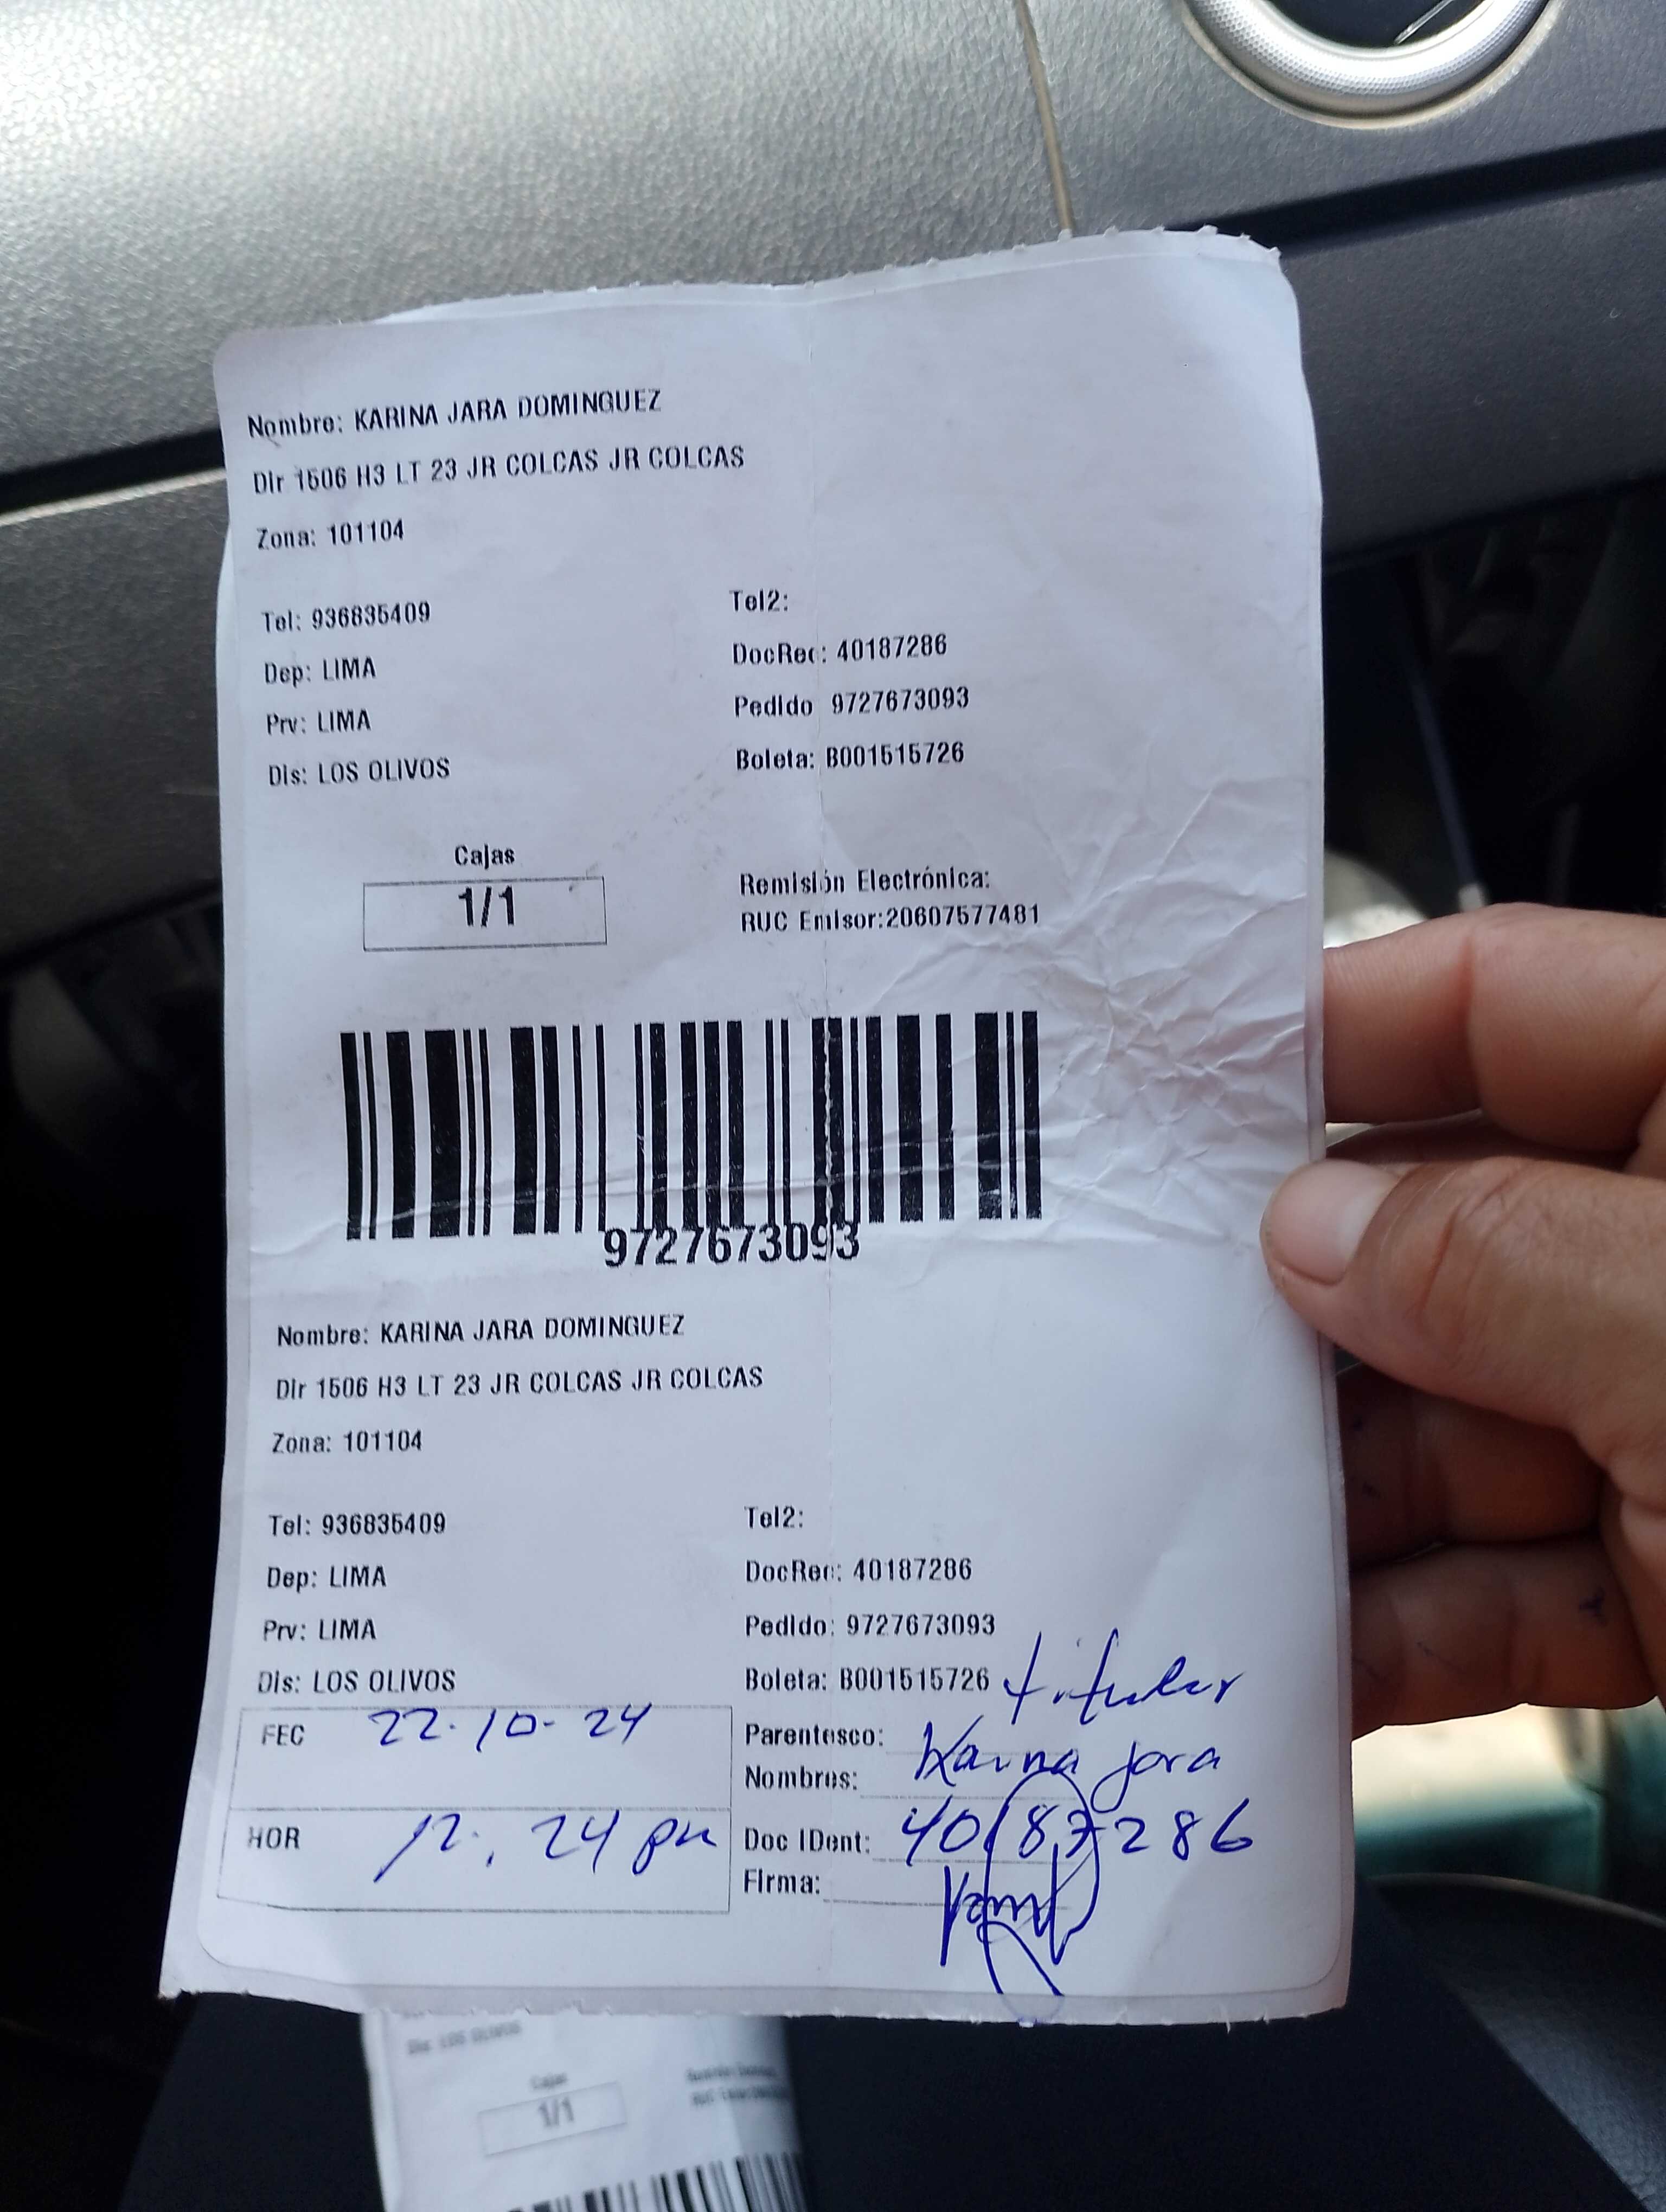 Nombre: KARINA JARA DOMINGUEZ
Dir 1506 H3 LT 23 JR COLCAS JR COLCAS
Zona: 101104
Tel: 936835409
Tel2:
Dep: LIMA
DocRec: 40187286
Prv: LIMA
Pedido 9727673093
Dis: LOS OLIVOS
Boleta: B001515726
Cajas
1/1
Remisión Electrónica:
RUC Emisor:20607577481
9727673093
Nombre: KARINA JARA DOMINGUEZ
Dir 1506 H3 LT 23 JR COLCAS JR COLCAS
Zona: 101104
Tel: 936835409
Tel2:
Dep: LIMA
DocRec: 40187286
Prv: LIMA
Pedido: 9727673093
Dis: LOS OLIVOS
Boleta: B001515726
FEC 22-10-24
Parentesco: titular
Nombres: Karina Jara
HOR 12:24 pm
Doc IDent: 40187286
Firma:
Dis: LOS OLIVOS
Cajas
1/1